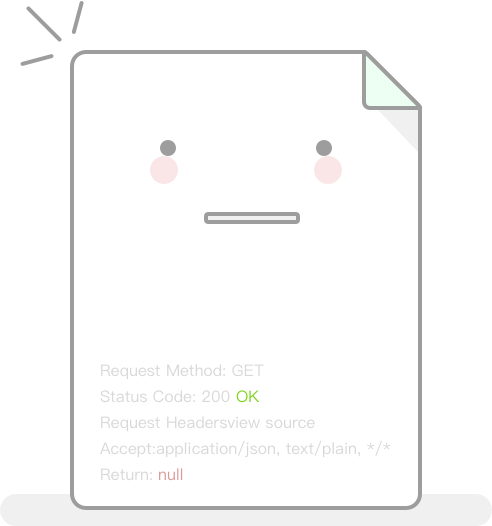 Request Method: GET
Status Code: 200 OK
Request Headersview source
Accept:application/json, text/plain, */*
Return: null